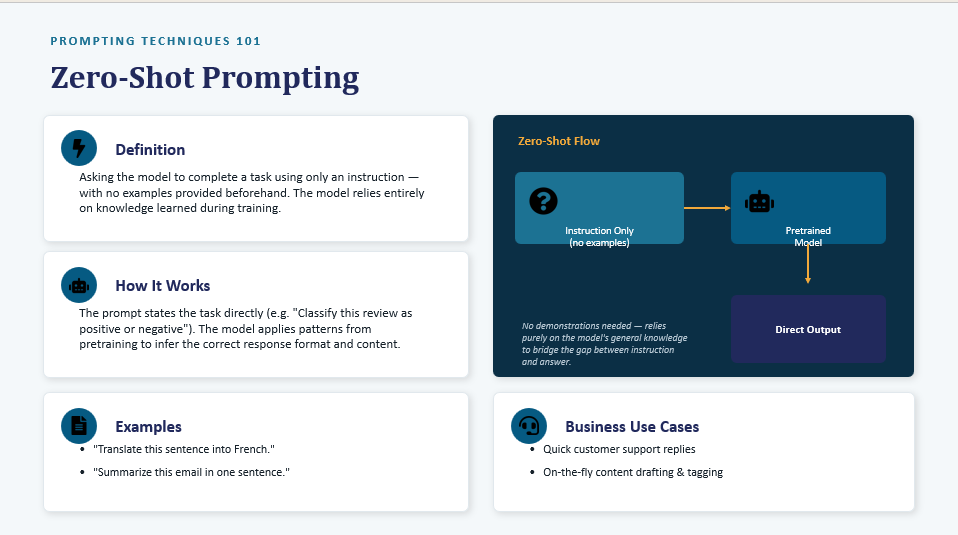 PROMPTING TECHNIQUES 101
Zero-Shot Prompting
Definition
Asking the model to complete a task using only an instruction —
with no examples provided beforehand. The model relies entirely
on knowledge learned during training.
How It Works
The prompt states the task directly (e.g. "Classify this review as
positive or negative"). The model applies patterns from
pretraining to infer the correct response format and content.
Zero-Shot Flow
Instruction Only
(no examples)
Pretrained
Model
Direct Output
No demonstrations needed — relies
purely on the model's general knowledge
to bridge the gap between instruction
and answer.
Examples
• "Translate this sentence into French."
• "Summarize this email in one sentence."
Business Use Cases
• Quick customer support replies
• On-the-fly content drafting & tagging